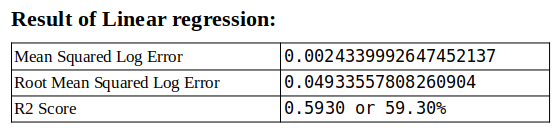 Result of Linear regression:
Mean Squared Log Error 0.0024339992647452137
Root Mean Squared Log Error 0.04933557808260904
R2 Score 0.5930 or 59.30%